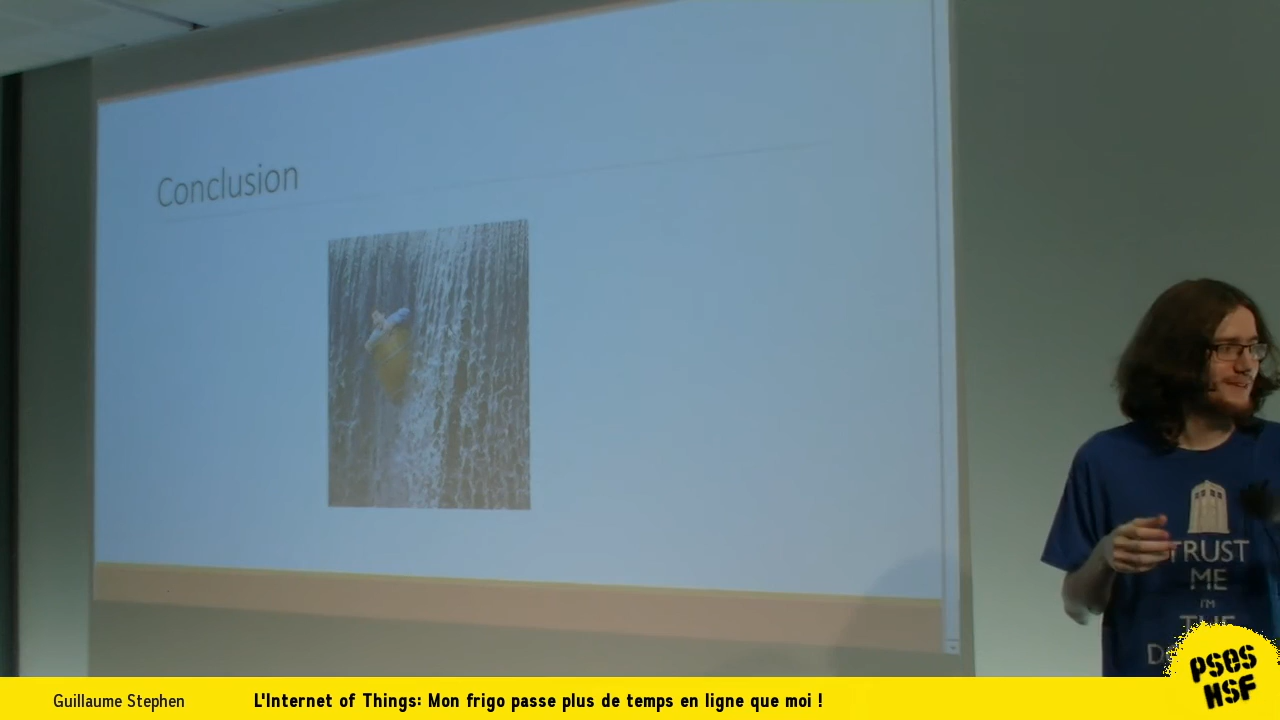 Conclusion
TRUST
ME
I'M
THE
PSES
HSF
Guillaume Stephen
L'Internet of Things: Mon frigo passe plus de temps en ligne que moi !